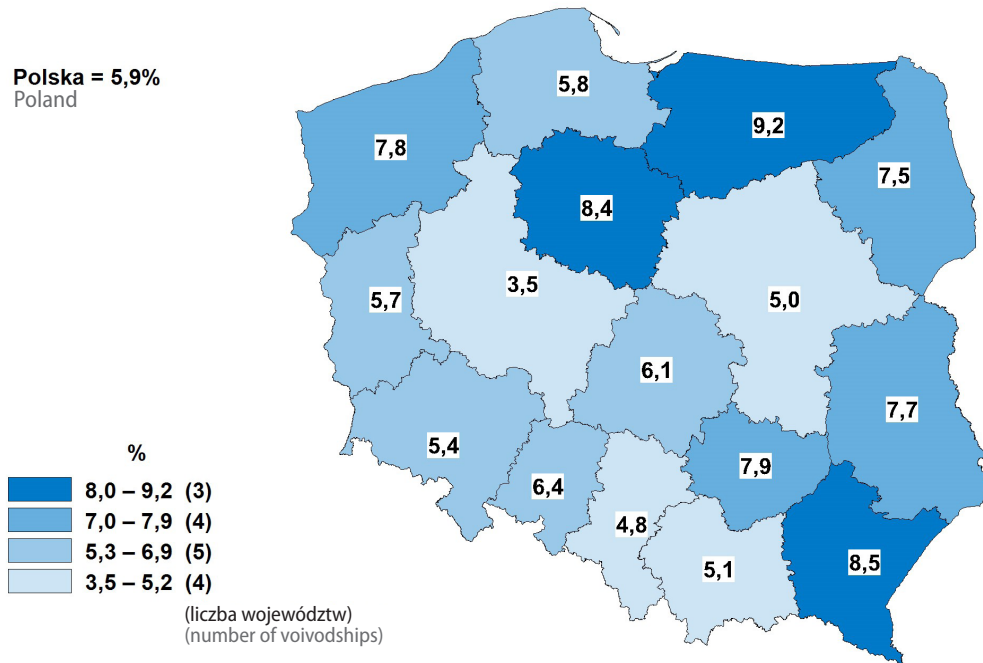 Polska = 5,9%
Poland
5,8
9,2
7,8
7,5
8,4
3,5
5,7
5,0
6,1
7,7
5,4
7,9
6,4
4,8
5,1
8,5
%
8,0 – 9,2 (3)
7,0 – 7,9 (4)
5,3 – 6,9 (5)
3,5 – 5,2 (4)
(liczba województw)
(number of voivodships)